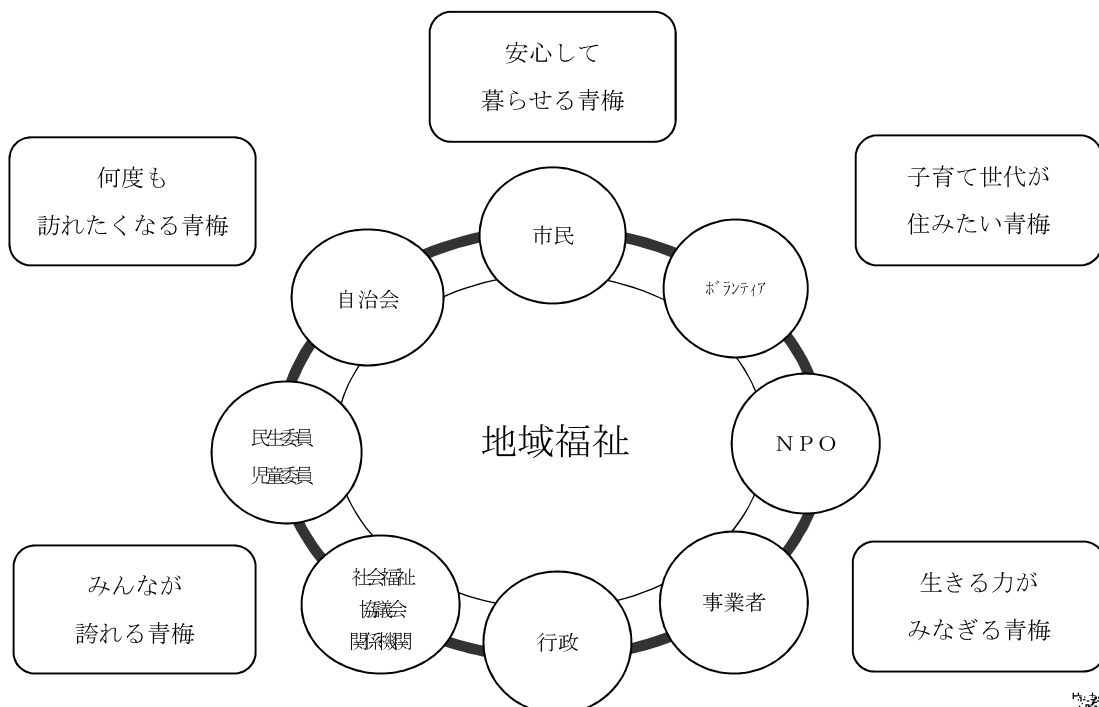 安心して
暮らせる青梅
何度も
訪れたくなる青梅
子育て世代が
住みたい青梅
市民
自治会
ﾎﾞﾗﾝﾃｨｱ
民生委員
児童委員
地域福祉
ＮＰＯ
社会福祉
協議会
関係機関
行政
事業者
みんなが
誇れる青梅
生きる力が
みなぎる青梅